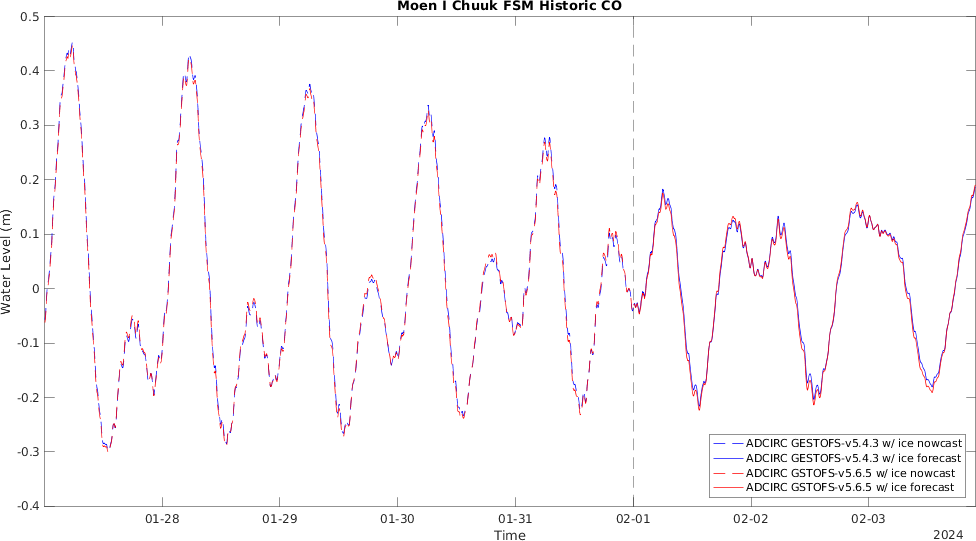 Moen I Chuuk FSM Historic CO
0.5
0.4
0.3
0.2
0.1
0
-0.1
-0.2
-0.3
-0.4
Water Level (m)
ADCIRC GESTOFS-v5.4.3 w/ ice nowcast
ADCIRC GESTOFS-v5.4.3 w/ ice forecast
ADCIRC GSTOFS-v5.6.5 w/ ice nowcast
ADCIRC GSTOFS-v5.6.5 w/ ice forecast
01-28 01-29 01-30 01-31 02-01 02-02 02-03
Time
2024